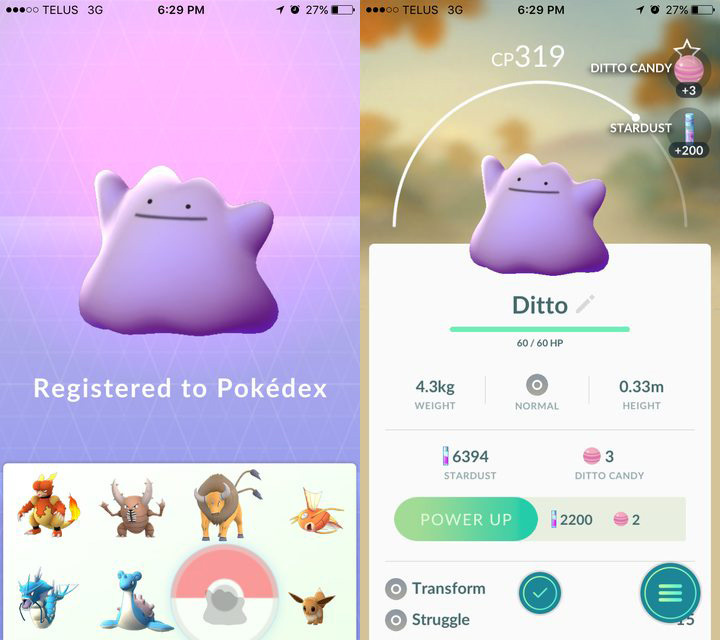 TELUS 3G 6:29 PM 27%
Registered to Pokédex
TELUS 3G 6:29 PM 27%
CP319
DITTO CANDY
+3
STARDUST
+200
Ditto
60 / 60 HP
4.3kg NORMAL 0.33m
WEIGHT HEIGHT
6394 3
STARDUST DITTO CANDY
POWER UP 2200 2
Transform
Struggle 15